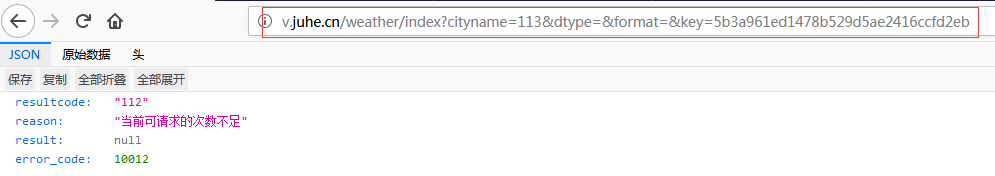 v.juhe.cn/weather/index?cityname=113&dtype=&format=&key=5b3a961ed1478b529d5ae2416ccfd2eb
JSON 原始数据 头
保存 复制 全部折叠 全部展开
resultcode: "112"
reason: "当前可请求的次数不足"
result: null
error_code: 10012